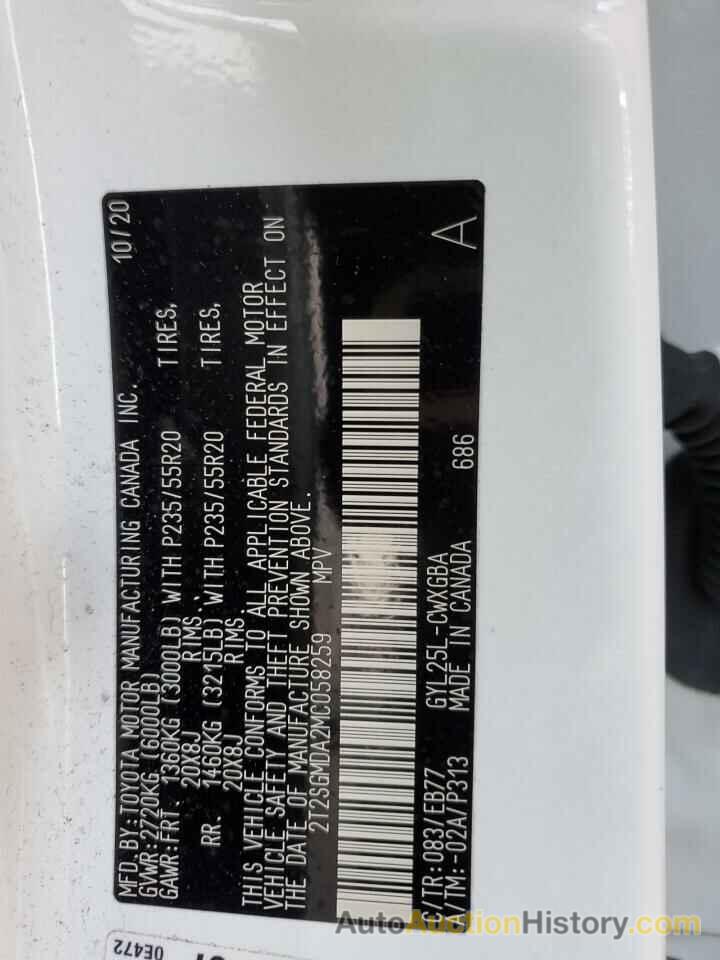 MFD.BY:TOYOTA MOTOR MANUFACTURING CANADA INC. 10/20
GVWR:2720KG (6000LB)
GAWR:FRT. 1360KG (3000LB) WITH P235/55R20 TIRES,
20X8J RIMS,
RR. 1460KG (3215LB) WITH P235/55R20 TIRES,
20X8J RIMS
THIS VEHICLE CONFORMS TO ALL APPLICABLE FEDERAL MOTOR
VEHICLE SAFETY AND THEFT PREVENTION STANDARDS IN EFFECT ON
THE DATE OF MANUFACTURE SHOWN ABOVE.
2T2SGMDA2MC058259 MPV
C/TR:083/EB77 GYL25L-CWXGBA A
A/TM:-02A/P313 MADE IN CANADA 686
0E472
AutoAuctionHistory.com